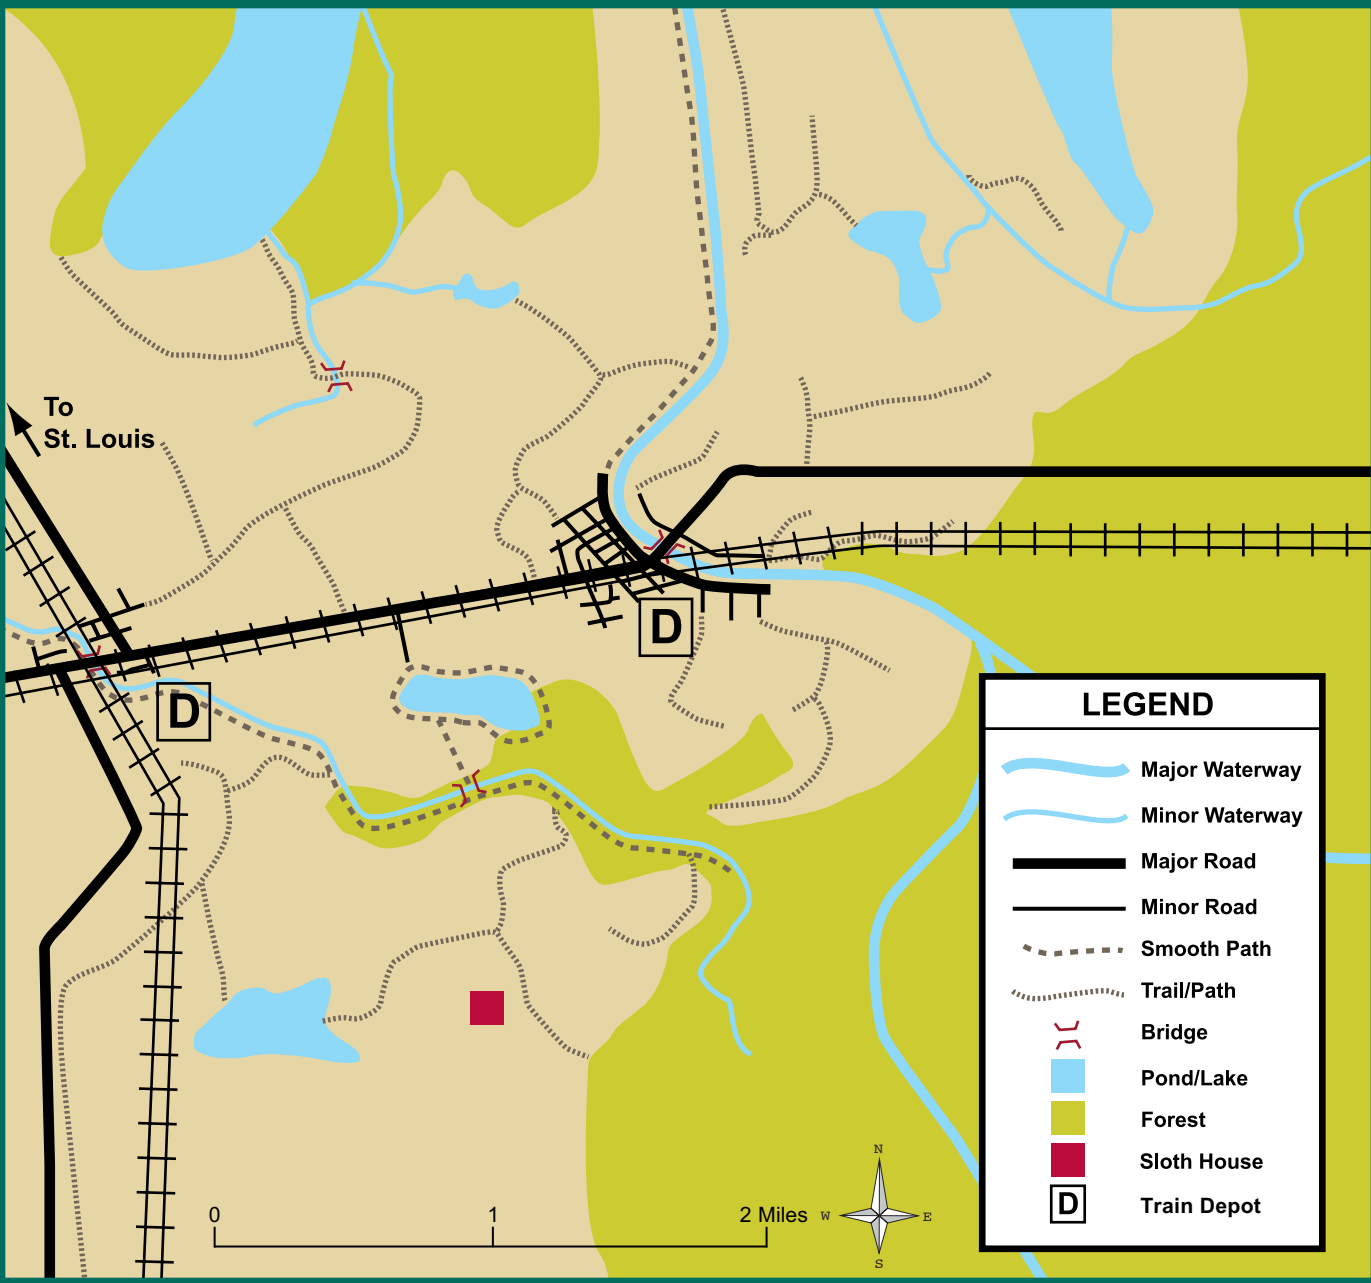 To
St. Louis
D
D
LEGEND
Major Waterway
Minor Waterway
Major Road
Minor Road
Smooth Path
Trail/Path
Bridge
Pond/Lake
Forest
Sloth House
D Train Depot
0 1 2 Miles
N
W E
S